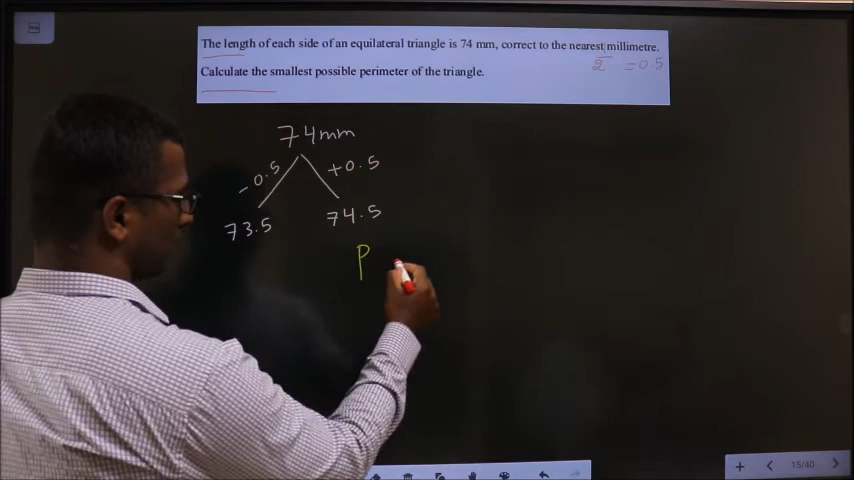 The length of each side of an equilateral triangle is 74 mm, correct to the nearest millimetre.
2 = 0.5
Calculate the smallest possible perimeter of the triangle.
74mm
- 0.5 +0.5
73.5 74.5
P
15/40